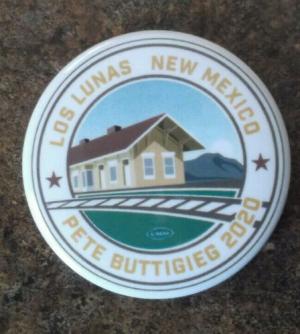 LOS LUNAS NEW MEXICO
PETE BUTTIGIEG 2020